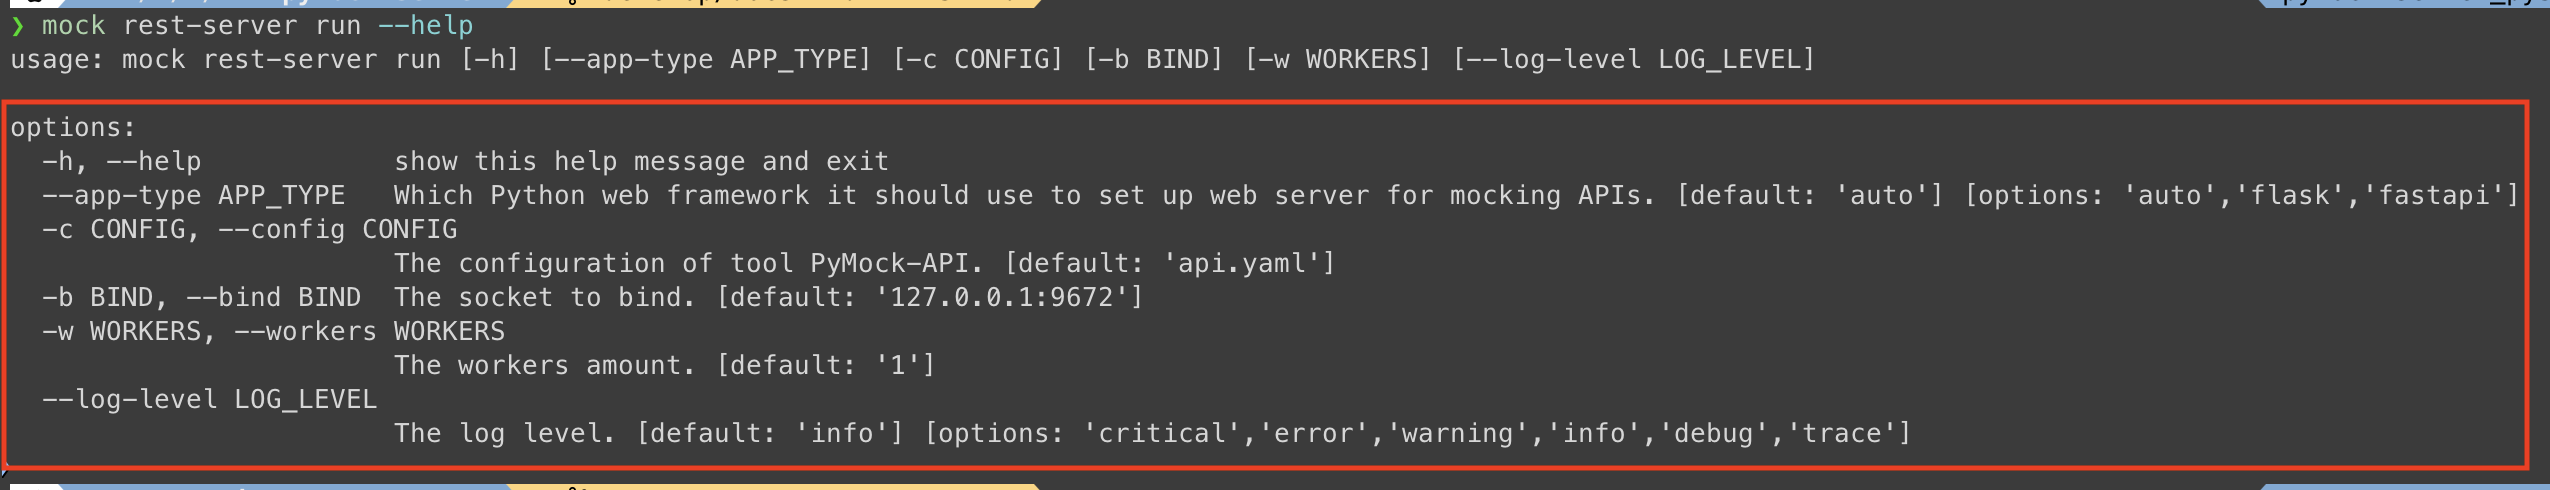 ❯ mock rest-server run --help
usage: mock rest-server run [-h] [--app-type APP_TYPE] [-c CONFIG] [-b BIND] [-w WORKERS] [--log-level LOG_LEVEL]
options:
-h, --help show this help message and exit
--app-type APP_TYPE Which Python web framework it should use to set up web server for mocking APIs. [default: 'auto'] [options: 'auto','flask','fastapi']
-c CONFIG, --config CONFIG
The configuration of tool PyMock-API. [default: 'api.yaml']
-b BIND, --bind BIND The socket to bind. [default: '127.0.0.1:9672']
-w WORKERS, --workers WORKERS
The workers amount. [default: '1']
--log-level LOG_LEVEL
The log level. [default: 'info'] [options: 'critical','error','warning','info','debug','trace']